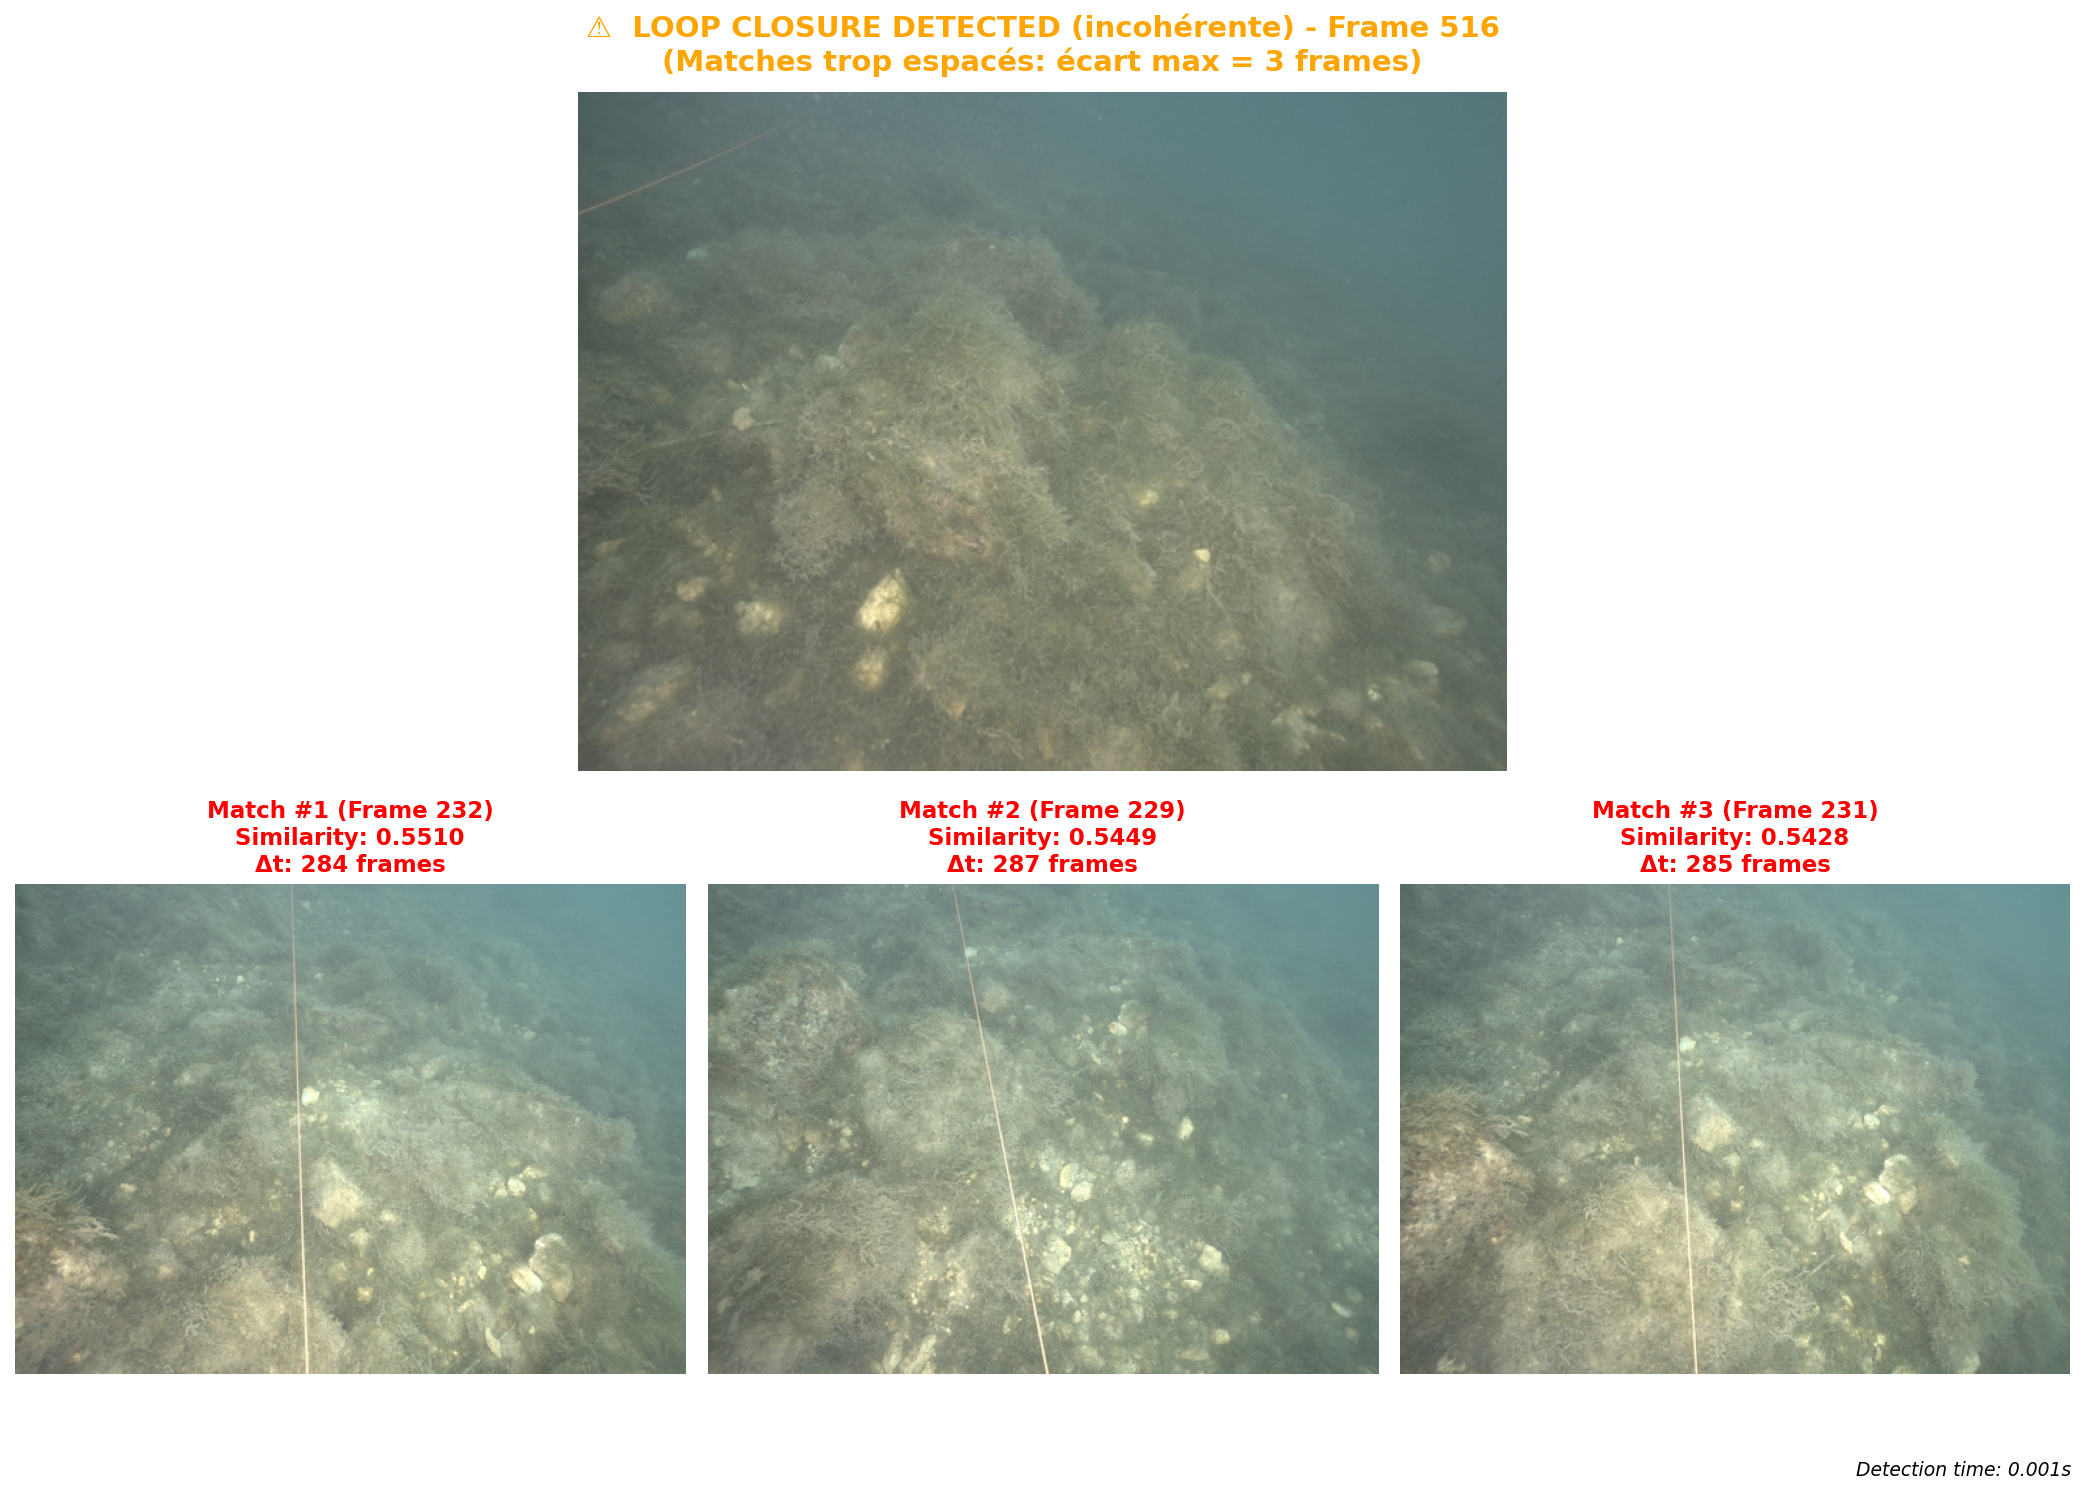 ⚠ LOOP CLOSURE DETECTED (incohérente) - Frame 516
(Matches trop espacés: écart max = 3 frames)
Match #1 (Frame 232)
Similarity: 0.5510
Δt: 284 frames
Match #2 (Frame 229)
Similarity: 0.5449
Δt: 287 frames
Match #3 (Frame 231)
Similarity: 0.5428
Δt: 285 frames
Detection time: 0.001s